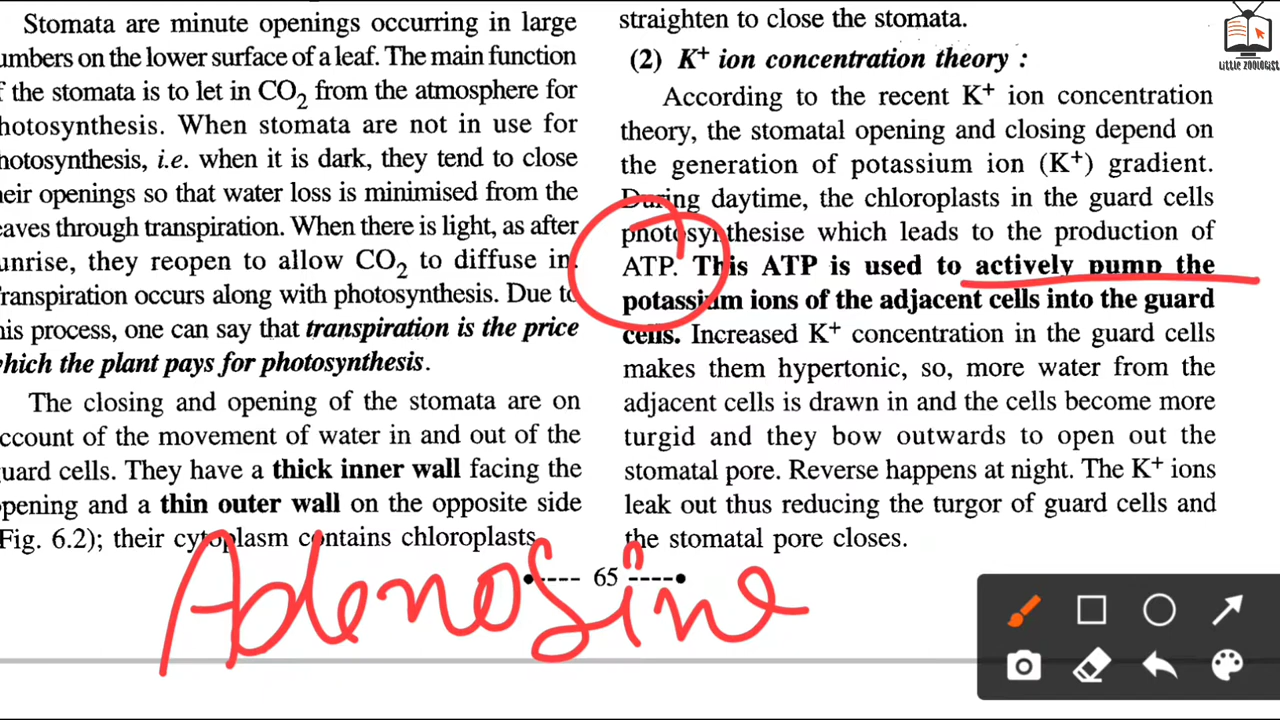 Stomata are minute openings occurring in large
umbers on the lower surface of a leaf. The main function
f the stomata is to let in CO₂ from the atmosphere for
hotosynthesis. When stomata are not in use for
hotosynthesis, i.e. when it is dark, they tend to close
heir openings so that water loss is minimised from the
eaves through transpiration. When there is light, as after
unrise, they reopen to allow CO₂ to diffuse in.
ranspiration occurs along with photosynthesis. Due to
his process, one can say that transpiration is the price
which the plant pays for photosynthesis.
The closing and opening of the stomata are on
ccount of the movement of water in and out of the
guard cells. They have a thick inner wall facing the
pening and a thin outer wall on the opposite side
Fig. 6.2); their cytoplasm contains chloroplasts
straighten to close the stomata.
(2) K⁺ ion concentration theory :
According to the recent K⁺ ion concentration
theory, the stomatal opening and closing depend on
the generation of potassium ion (K⁺) gradient.
During daytime, the chloroplasts in the guard cells
photosynthesise which leads to the production of
ATP. This ATP is used to actively pump the
potassium ions of the adjacent cells into the guard
cells. Increased K⁺ concentration in the guard cells
makes them hypertonic, so, more water from the
adjacent cells is drawn in and the cells become more
turgid and they bow outwards to open out the
stomatal pore. Reverse happens at night. The K⁺ ions
leak out thus reducing the turgor of guard cells and
the stomatal pore closes.
65
Adenosine
LITTLE ZOOLOGIST